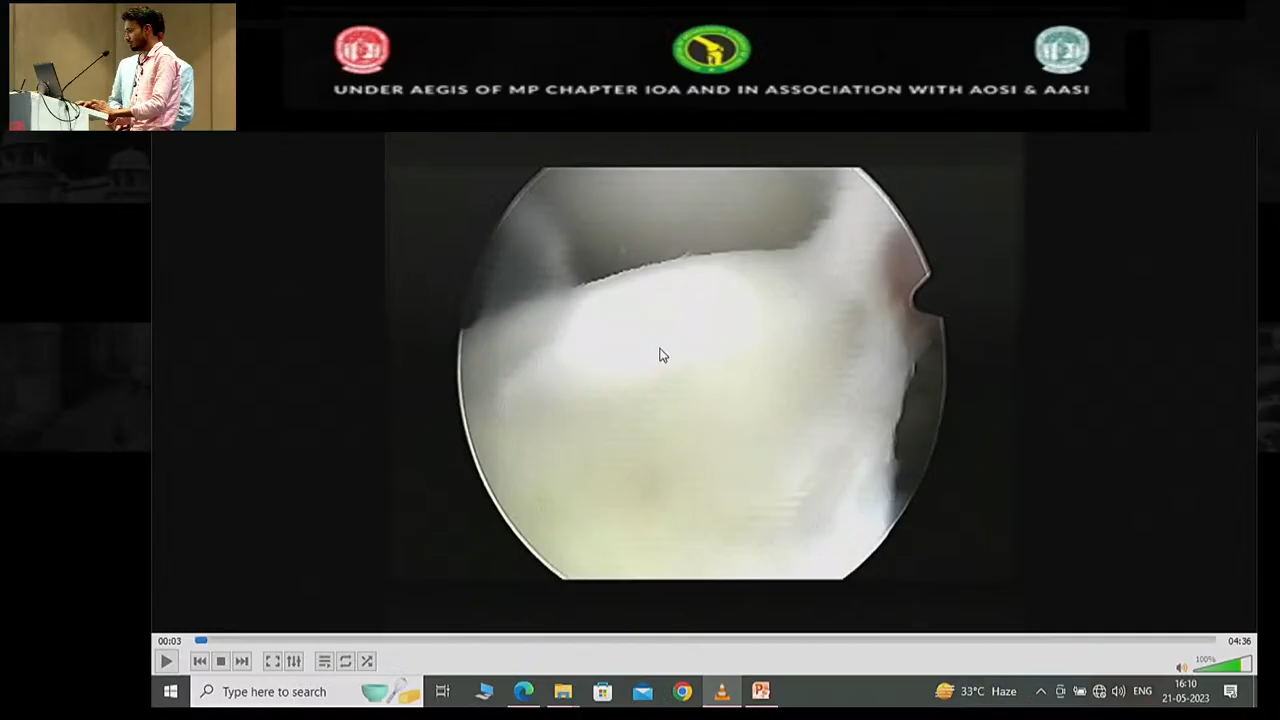 UNDER AEGIS OF MP CHAPTER IOA AND IN ASSOCIATION WITH AOSI & AASI
00:03
04:36
100%
Type here to search
33°C Haze
ENG
16:10
21-05-2023